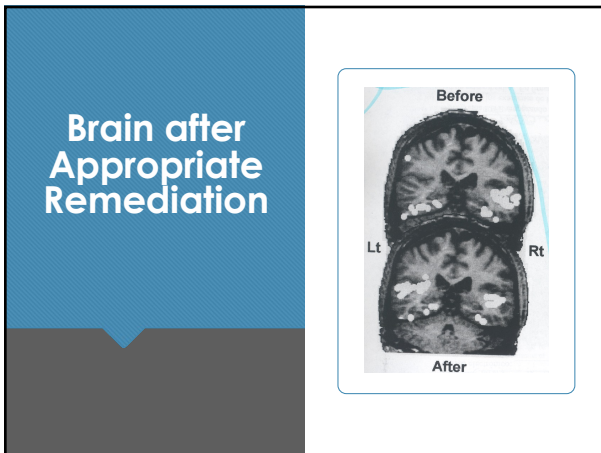 Brain after
Appropriate
Remediation
Before
Lt
Rt
After